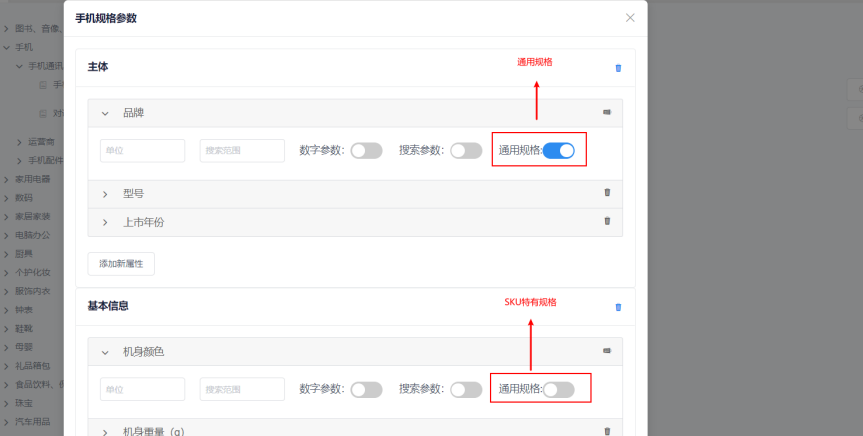 手机规格参数
图书、音像、
手机
手机通讯
手
对
运营商
手机配件
家用电器
数码
家居家装
电脑办公
厨具
个护化妆
服饰内衣
钟表
鞋靴
母婴
礼品箱包
食品饮料、
珠宝
汽车用品
主体
通用规格
品牌
单位
搜索范围
数字参数：
搜索参数：
通用规格:
型号
上市年份
添加新属性
基本信息
SKU特有规格
机身颜色
单位
搜索范围
数字参数：
搜索参数：
通用规格:
机身重量（g）